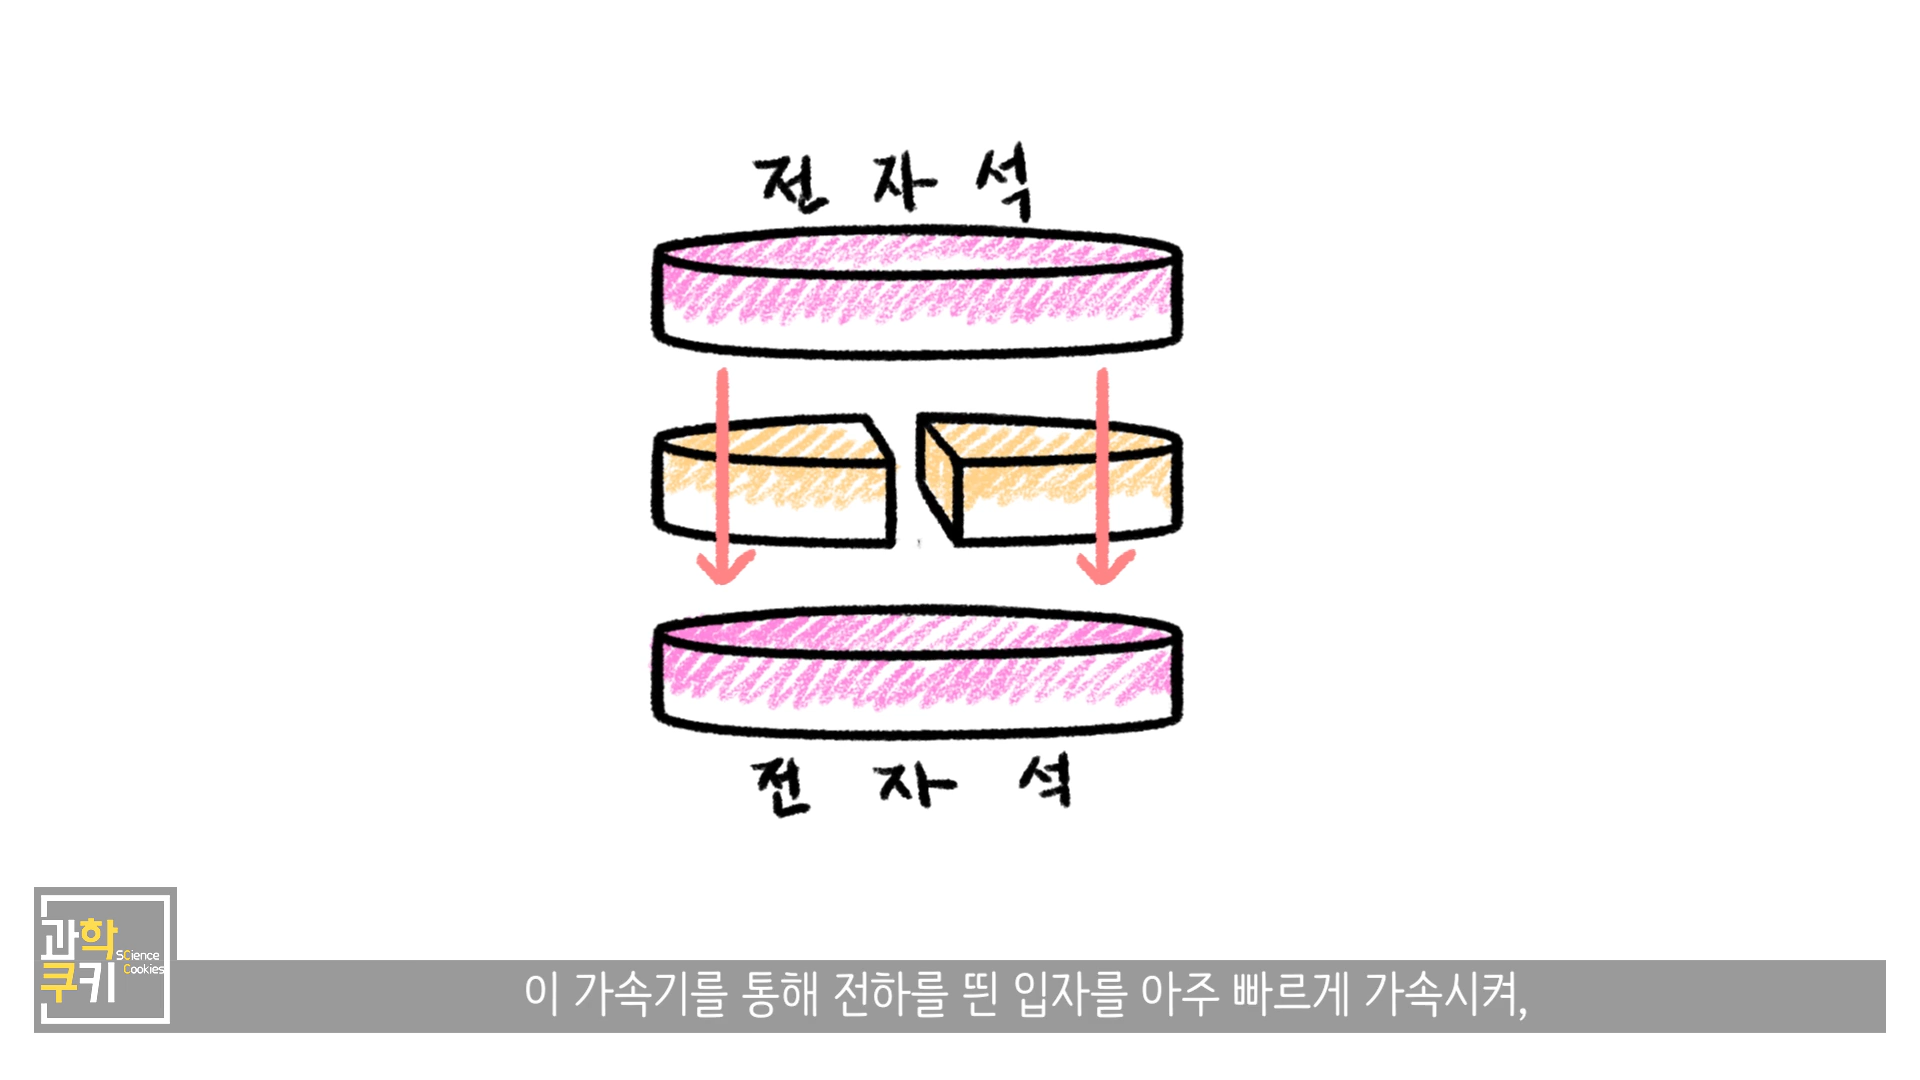 전 자 석
전 자 석
과학
쿠키
Science
Cookies
이 가속기를 통해 전하를 띈 입자를 아주 빠르게 가속시켜,